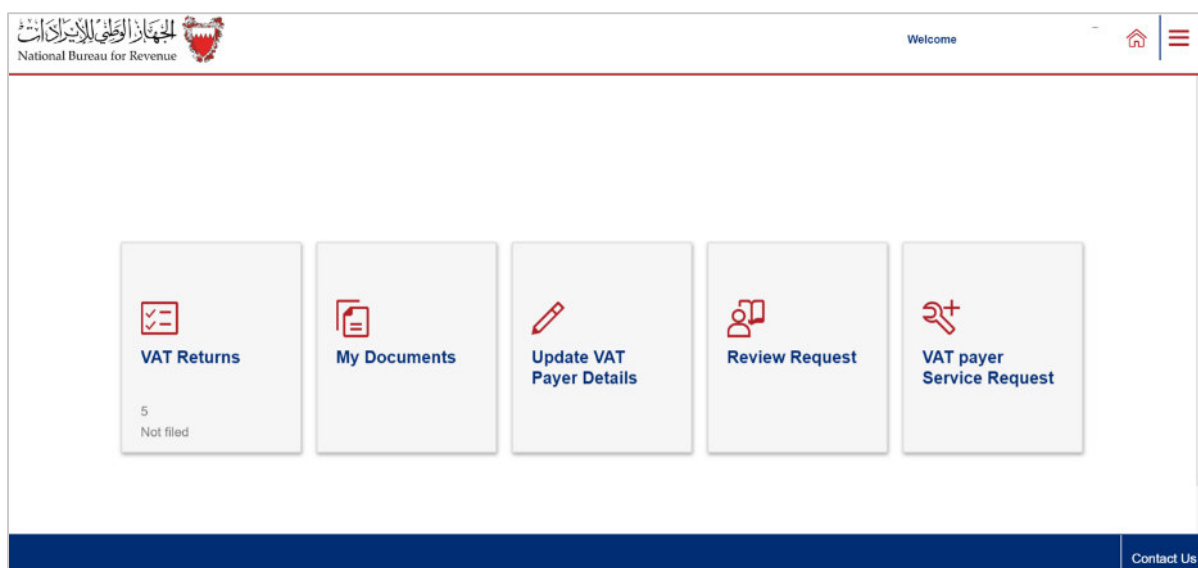 الجهاز الوطني للإيرادات
National Bureau for Revenue
Welcome
VAT Returns
5
Not filed
My Documents
Update VAT
Payer Details
Review Request
VAT payer
Service Request
Contact Us